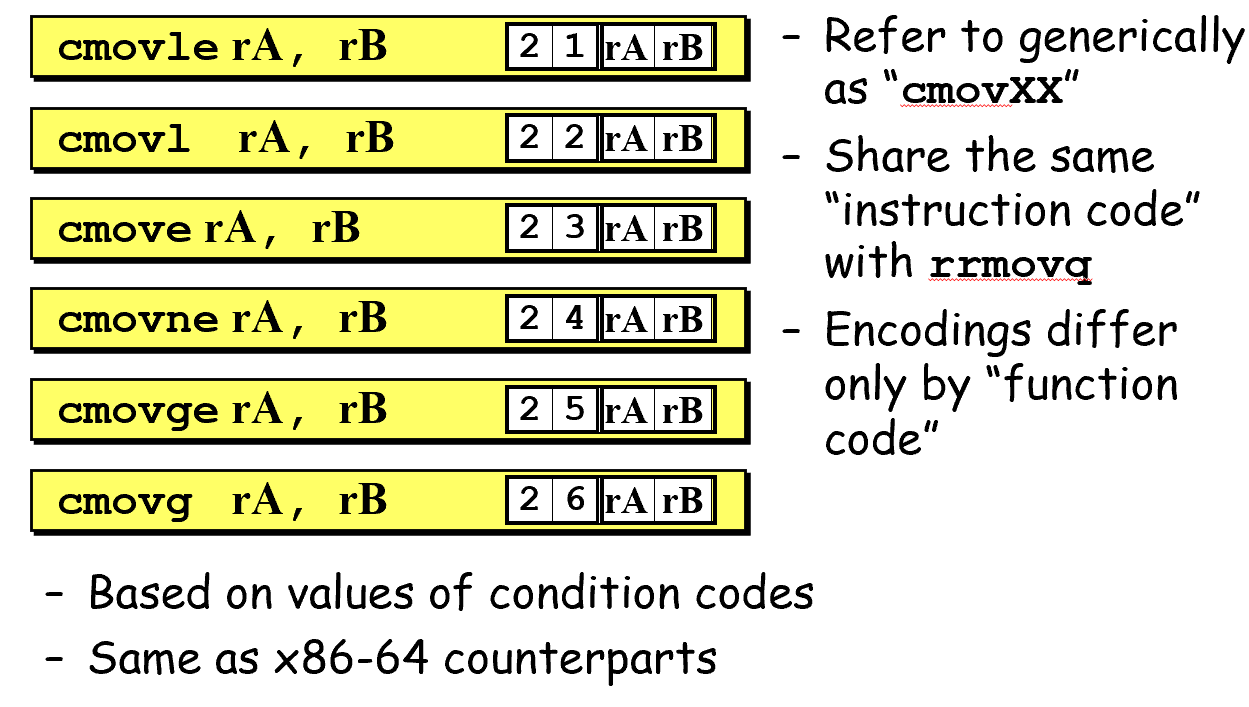 cmovle rA, rB 2 1 rA rB
cmovl rA, rB 2 2 rA rB
cmove rA, rB 2 3 rA rB
cmovne rA, rB 2 4 rA rB
cmovge rA, rB 2 5 rA rB
cmovg rA, rB 2 6 rA rB
– Refer to generically
as “cmovXX”
– Share the same
“instruction code”
with rrmovq
– Encodings differ
only by “function
code”
– Based on values of condition codes
– Same as x86-64 counterparts